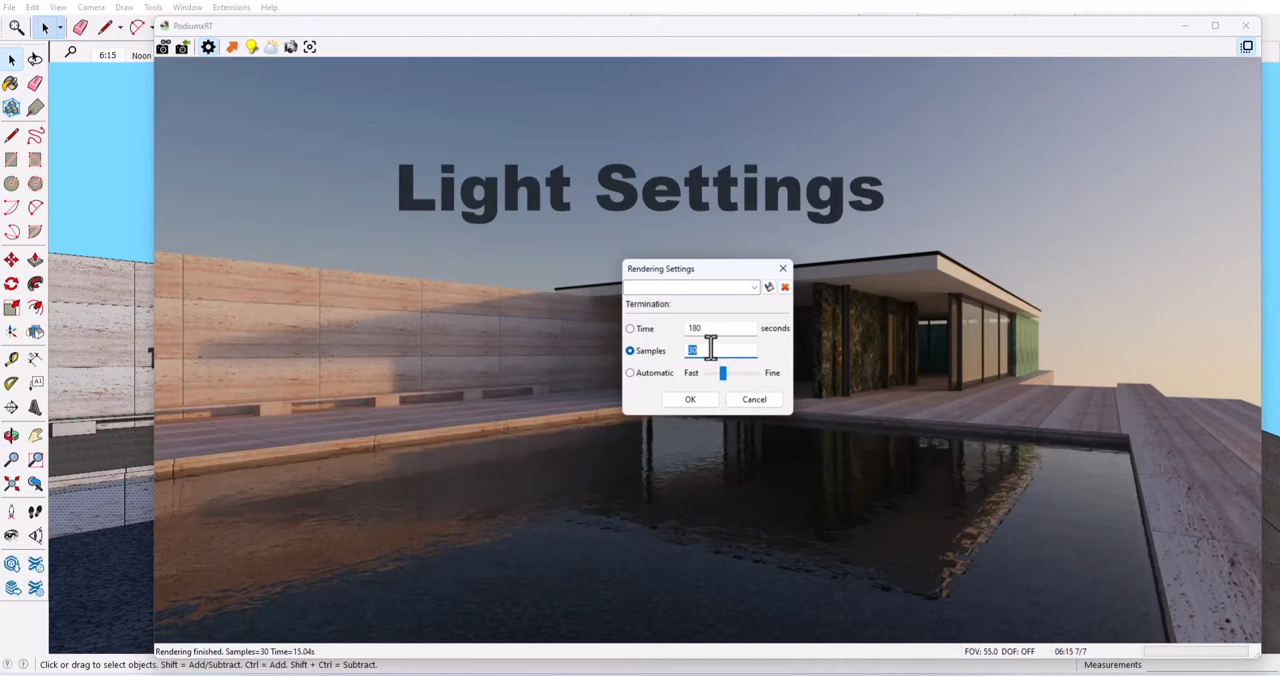 File Edit View Camera Draw Tools Window Extensions Help
PodiumxRT
6:15 Noon
Light Settings
Rendering Settings
Termination:
Time 180 seconds
Samples 30
Automatic Fast Fine
OK Cancel
A1
Rendering finished. Samples=30 Time=15.04s
FOV: 55.0 DOF: OFF 06:15 7/7
Click or drag to select objects. Shift = Add/Subtract. Ctrl = Add. Shift + Ctrl = Subtract.
Measurements